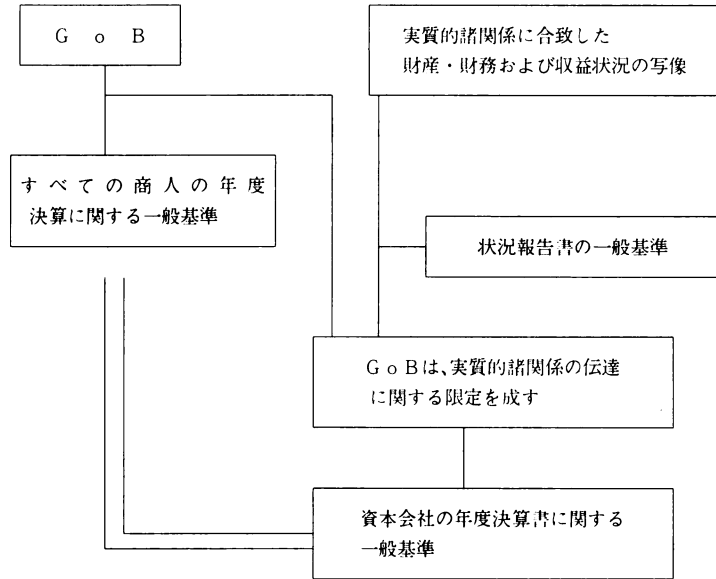 G o B
実質的諸関係に合致した
財産・財務および収益状況の写像
すべての商人の年度
決算に関する一般基準
状況報告書の一般基準
G o Bは、実質的諸関係の伝達
に関する限定を成す
資本会社の年度決算書に関する
一般基準